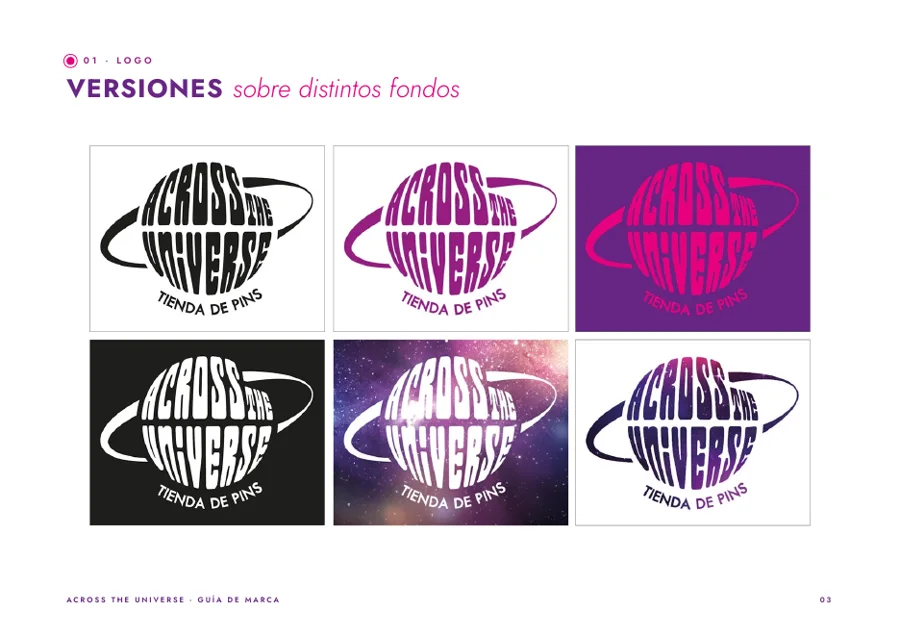 01 · LOGO
VERSIONES sobre distintos fondos
ACROSS
THE
UNIVERSE
TIENDA DE PINS
ACROSS
THE
UNIVERSE
TIENDA DE PINS
ACROSS
THE
UNIVERSE
TIENDA DE PINS
ACROSS
THE
UNIVERSE
TIENDA DE PINS
ACROSS
THE
UNIVERSE
TIENDA DE PINS
ACROSS
THE
UNIVERSE
TIENDA DE PINS
ACROSS THE UNIVERSE · GUÍA DE MARCA
03